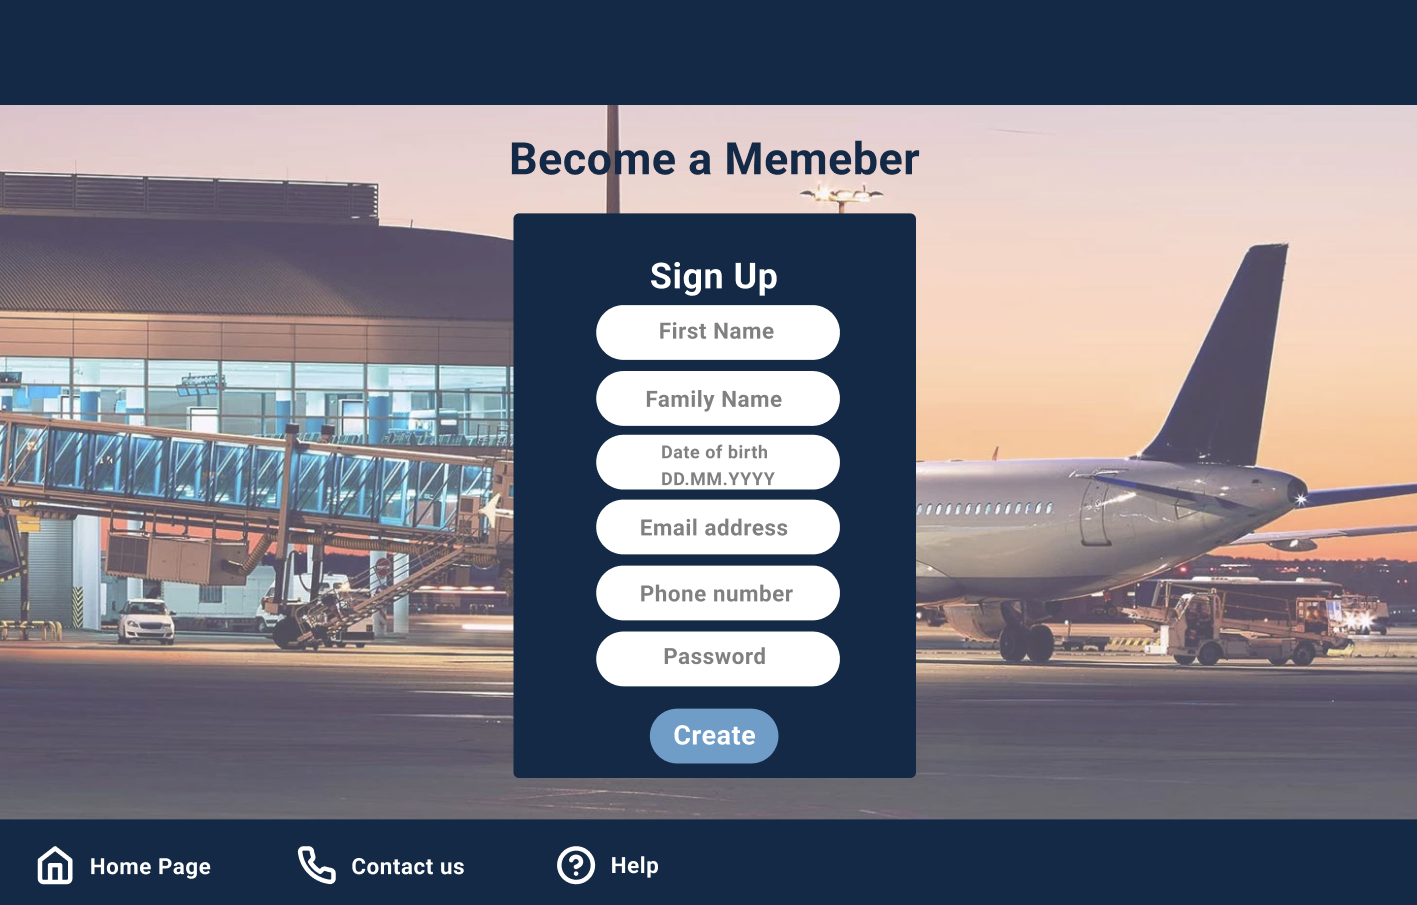 Become a Memeber
Sign Up
First Name
Family Name
Date of birth
DD.MM.YYYY
Email address
Phone number
Password
Create
Home Page
Contact us
Help